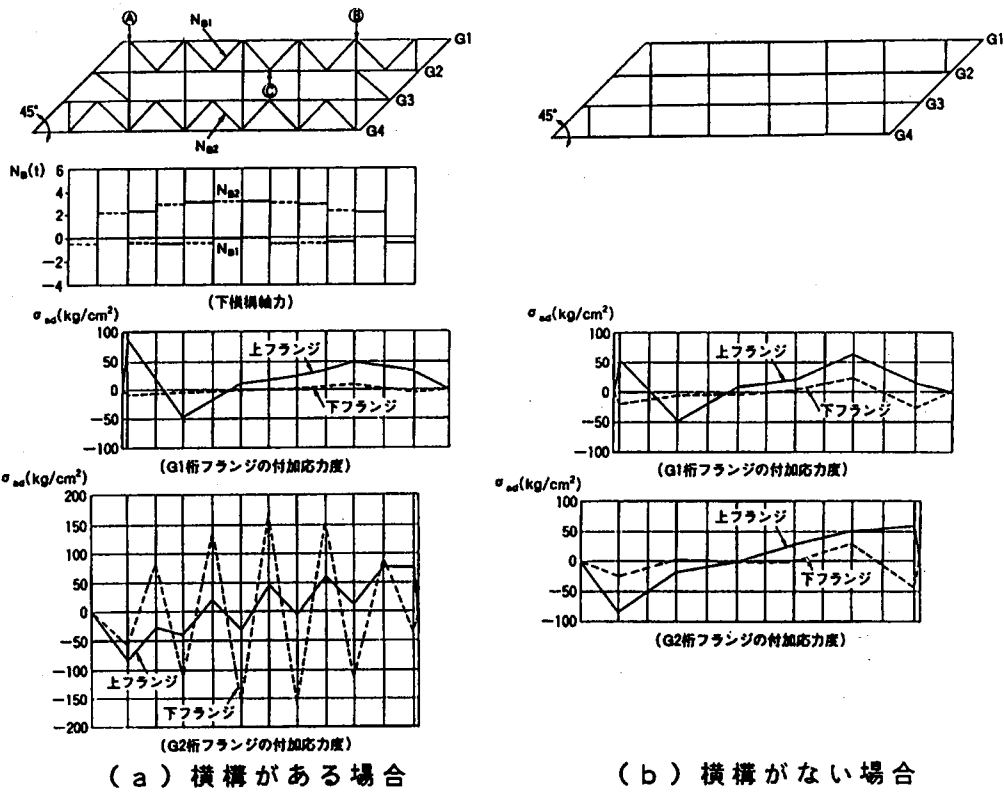 Ⓐ
Ⓑ
Ⓒ
N_B1
N_B2
G1
G2
G3
G4
45°
N_B(t)
6
4
2
0
−2
−4
N_B2
N_B1
(下横構軸力)
σ_ad(kg/cm²)
100
50
0
−50
−100
上フランジ
下フランジ
(G1桁フランジの付加応力度)
σ_ad(kg/cm²)
200
150
100
50
0
−50
−100
−150
−200
上フランジ
下フランジ
(G2桁フランジの付加応力度)
(a)横構がある場合
G1
G2
G3
G4
45°
σ_ad(kg/cm²)
100
50
0
−50
−100
上フランジ
下フランジ
(G1桁フランジの付加応力度)
σ_ad(kg/cm²)
100
50
0
−50
−100
上フランジ
下フランジ
(G2桁フランジの付加応力度)
(b)横構がない場合